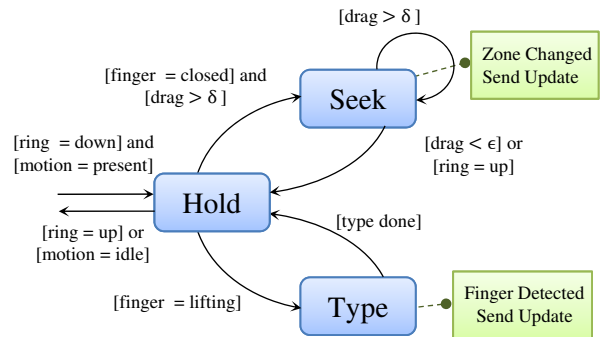 [drag > δ ]
Zone Changed
Send Update
[finger = closed] and
[drag > δ ]
Seek
[ring = down] and
[motion = present]
[drag < ϵ] or
[ring = up]
Hold
[ring = up] or
[motion = idle]
[type done]
[finger = lifting]
Type
Finger Detected
Send Update